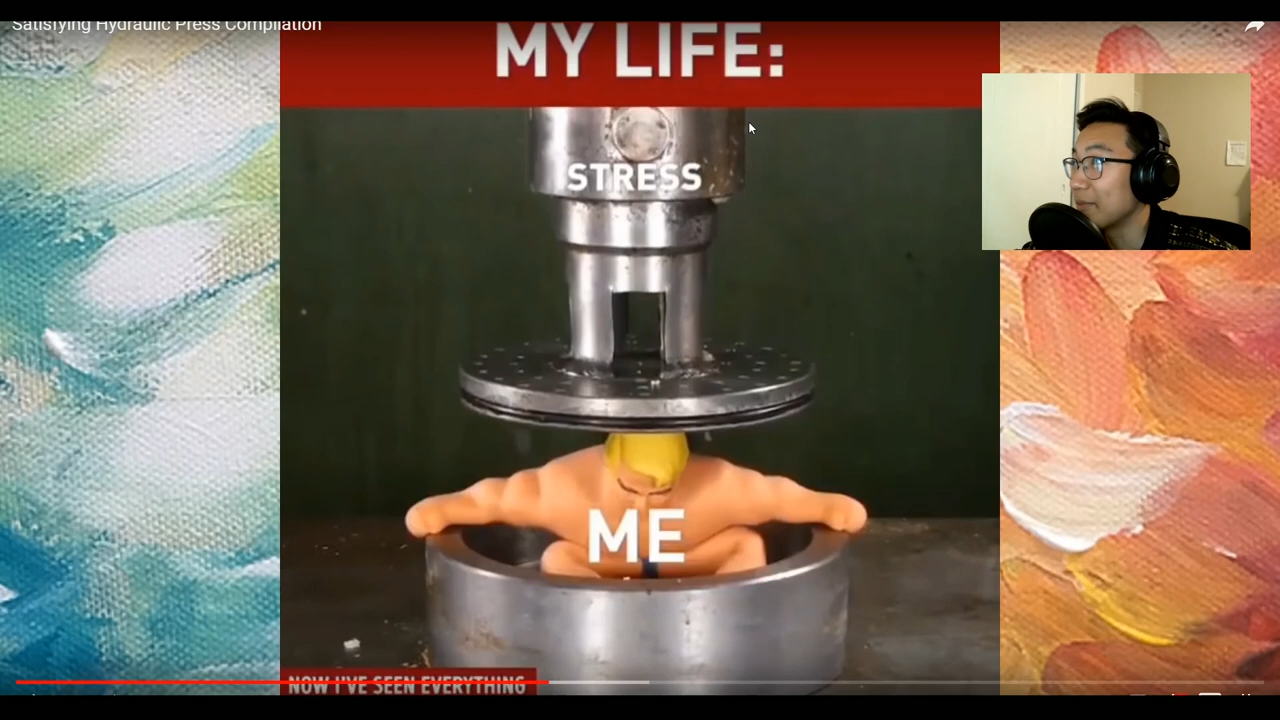 Satisfying Hydraulic Press Compilation
MY LIFE:
STRESS
ME
NOW I'VE SEEN EVERYTHING